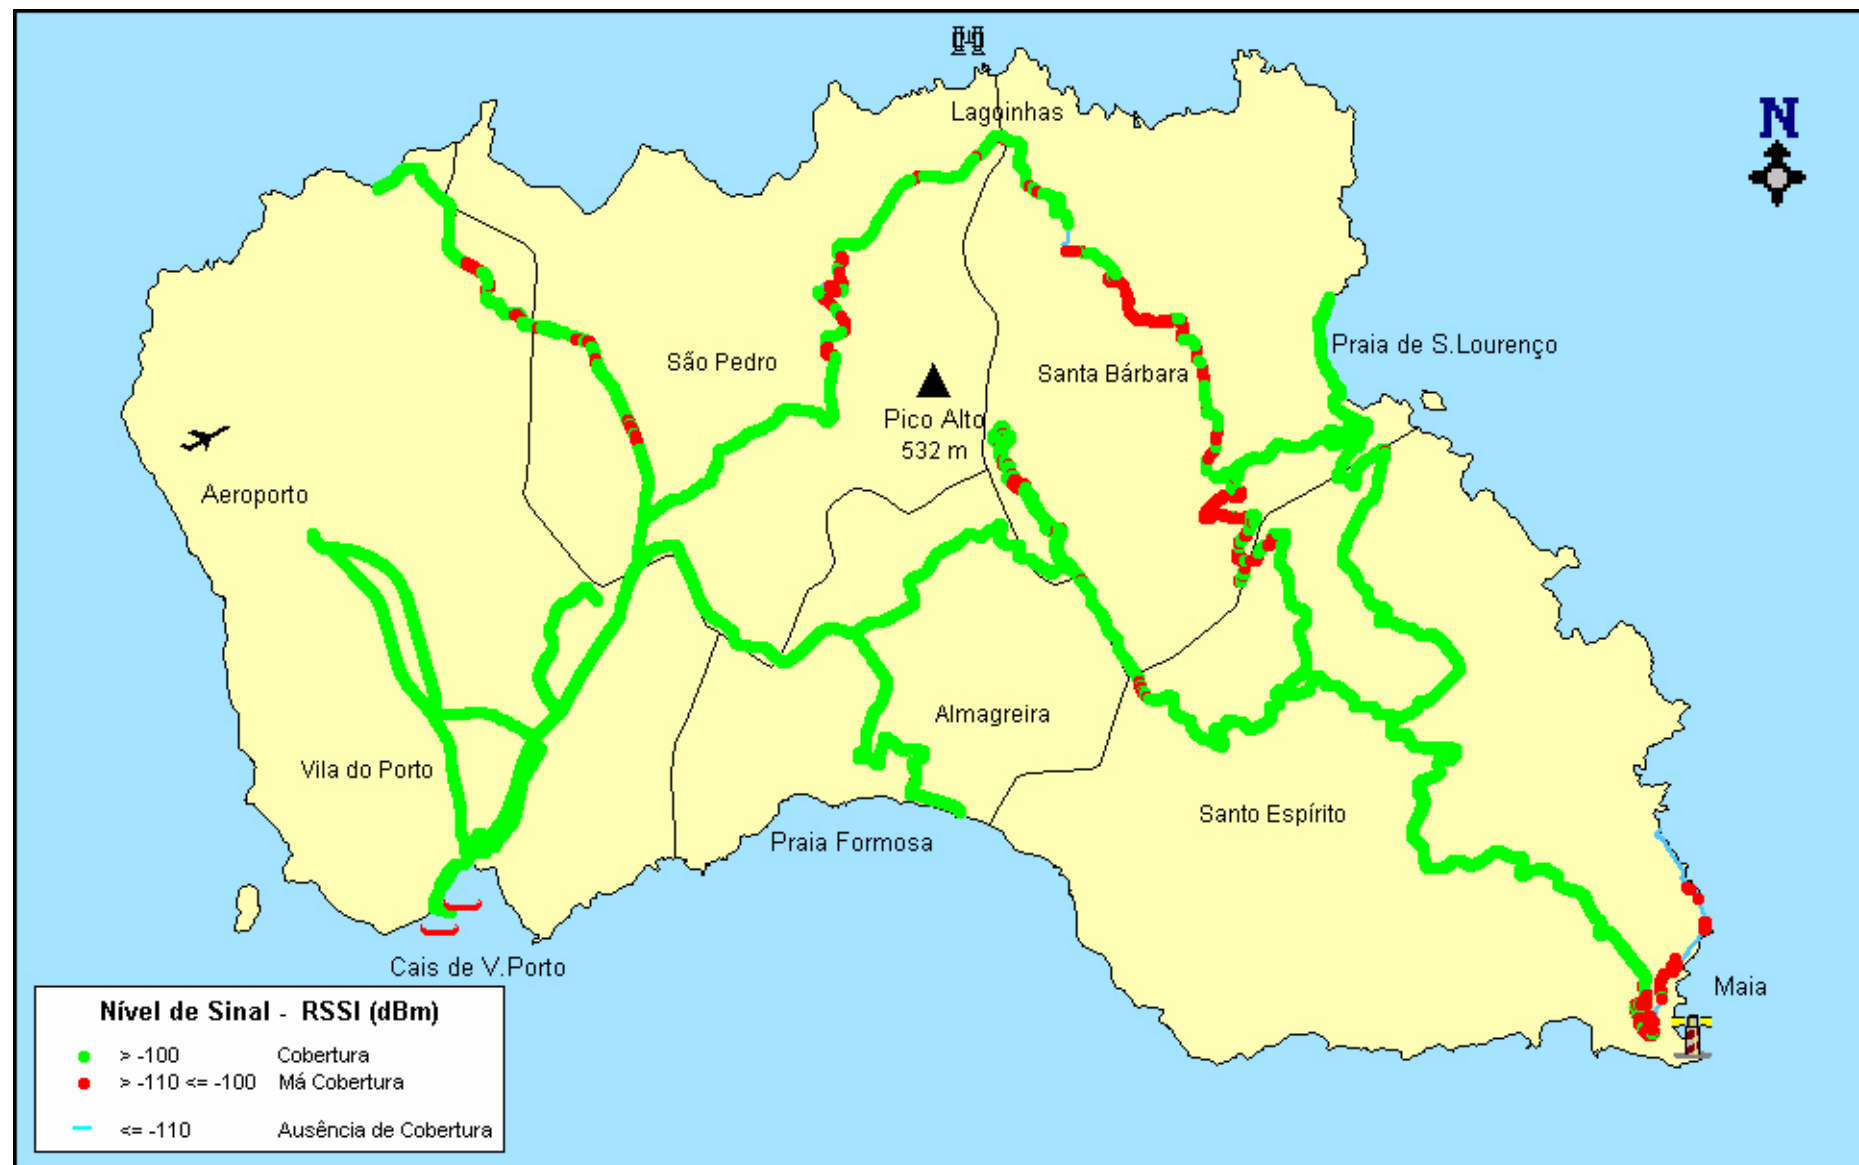 Lagoinhas
N
Praia de S.Lourenço
São Pedro
Santa Bárbara
Pico Alto
532 m
Aeroporto
Almagreira
Vila do Porto
Santo Espírito
Praia Formosa
Cais de V.Porto
Maia
Nível de Sinal - RSSI (dBm)
> -100 Cobertura
> -110 <= -100 Má Cobertura
<= -110 Ausência de Cobertura